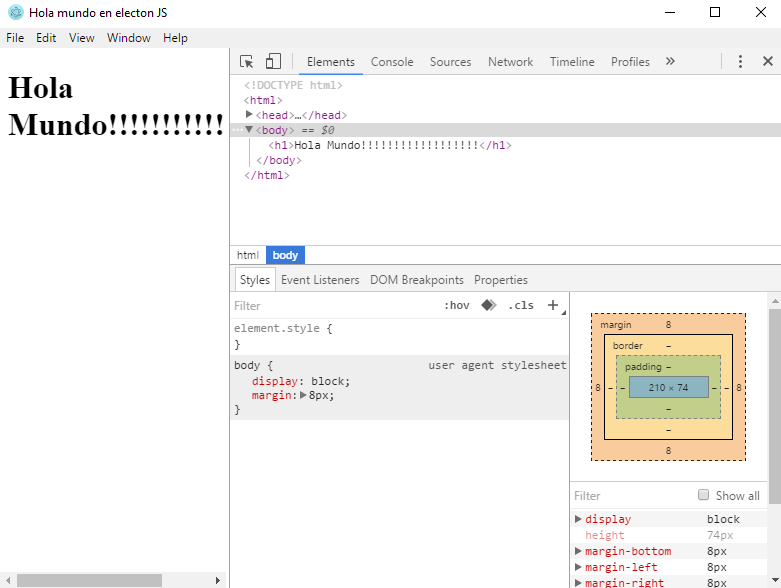 Hola mundo en electon JS
File Edit View Window Help
Hola
Mundo!!!!!!!!!!!
Elements Console Sources Network Timeline Profiles »
<!DOCTYPE html>
<html>
▶<head>…</head>
…▼<body> == $0
<h1>Hola Mundo!!!!!!!!!!!!!!!!!!</h1>
</body>
</html>
html body
Styles Event Listeners DOM Breakpoints Properties
Filter :hov .cls +
element.style {
}
body { user agent stylesheet
display: block;
margin:▶8px;
}
margin 8
border –
padding –
8 – – 210 × 74 – – 8
–
–
8
Filter Show all
▶display block
height 74px
▶margin-bottom 8px
▶margin-left 8px
▶margin-right 8px